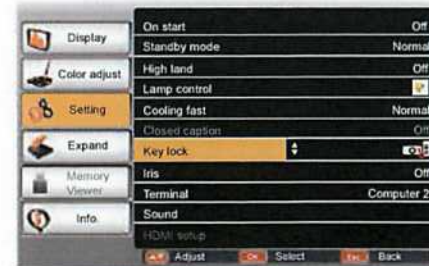 Display
Color adjust
Setting
Expand
Memory
Viewer
Info.
On start Off
Standby mode Normal
High land Off
Lamp control
Cooling fast Normal
Closed caption Off
Key lock
Iris Off
Terminal Computer 2
Sound
HDMI setup
Adjust Select Back